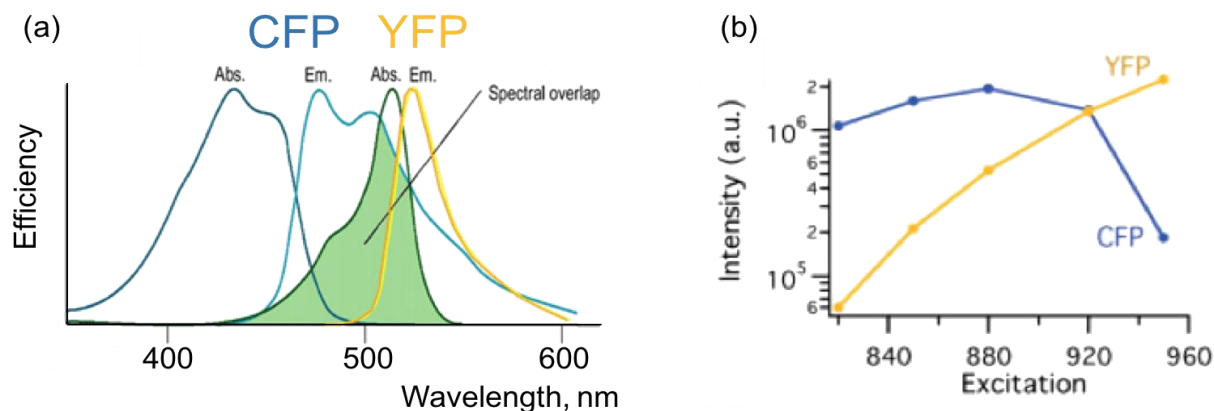 (a)
CFP YFP
Abs. Em. Abs. Em.
Spectral overlap
Efficiency
400 500 600
Wavelength, nm
(b)
YFP
CFP
Intensity (a.u.)
2
10⁶
6
4
2
10⁵
6
840 880 920 960
Excitation